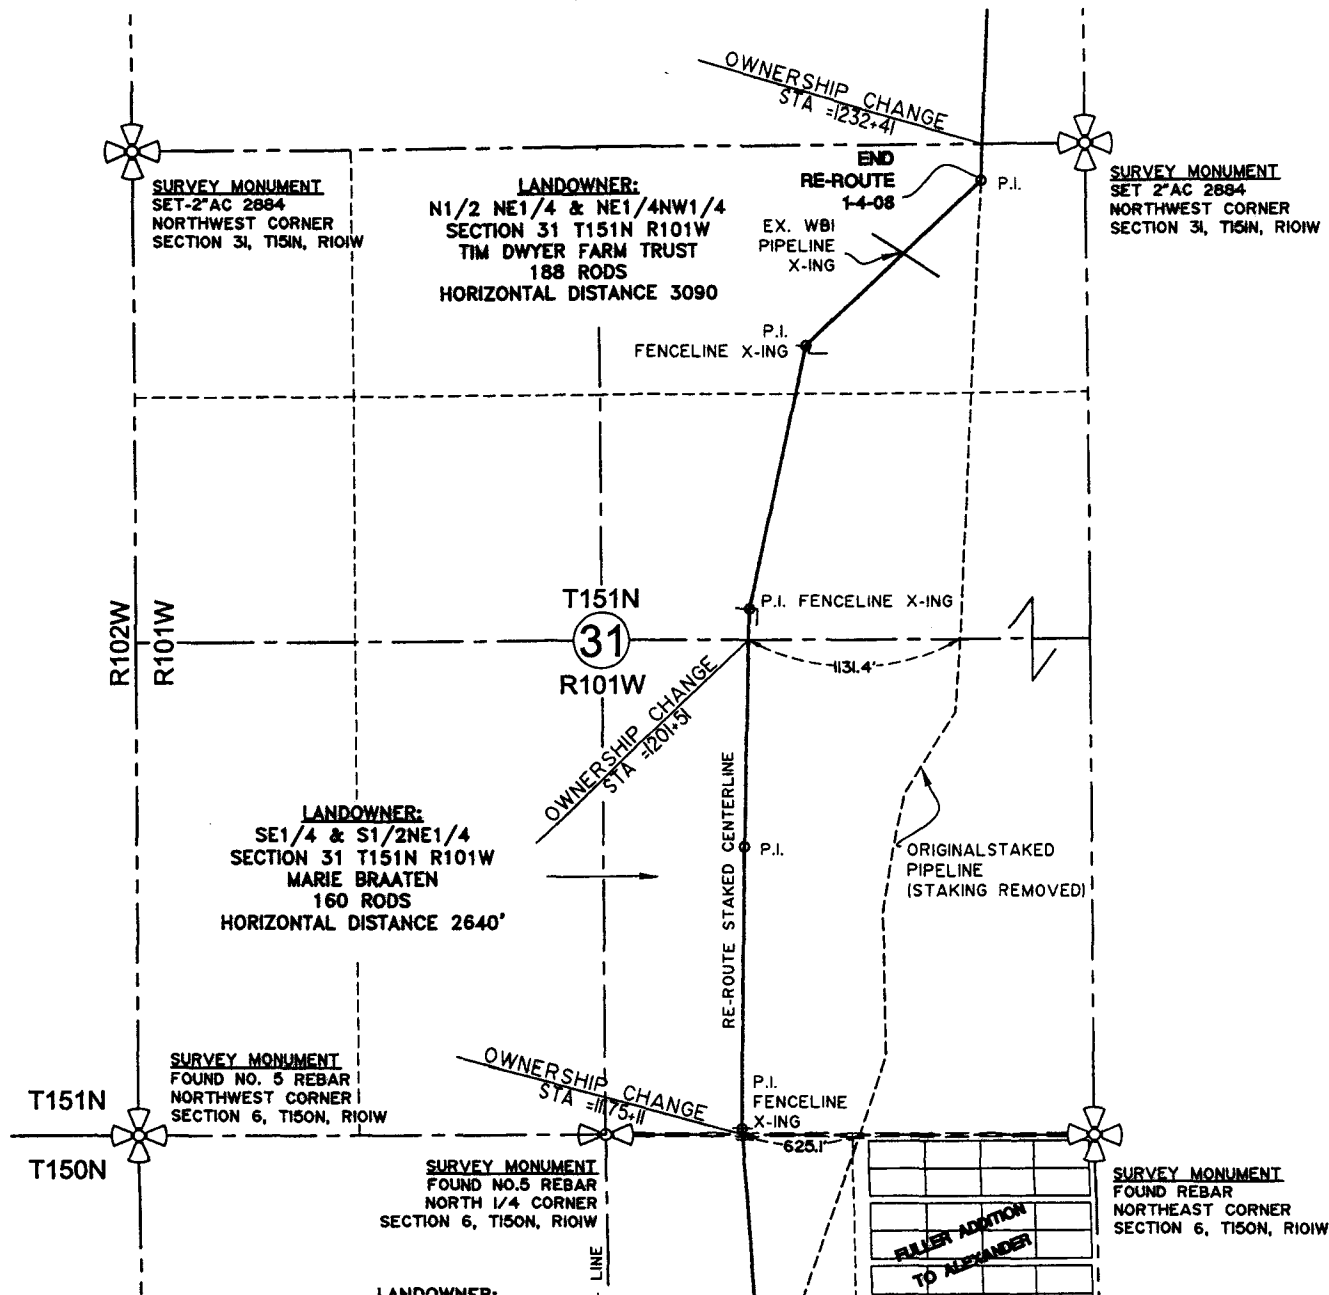 OWNERSHIP CHANGE
STA =1232+41
END
RE-ROUTE
1-4-08
P.I.
SURVEY MONUMENT
SET-2"AC 2884
NORTHWEST CORNER
SECTION 31, T151N, R101W
LANDOWNER:
N1/2 NE1/4 & NE1/4NW1/4
SECTION 31 T151N R101W
TIM DWYER FARM TRUST
188 RODS
HORIZONTAL DISTANCE 3090
EX. WBI
PIPELINE
X-ING
SURVEY MONUMENT
SET 2"AC 2884
NORTHWEST CORNER
SECTION 31, T151N, R101W
P.I.
FENCELINE X-ING
R102W
R101W
T151N
31
R101W
P.I. FENCELINE X-ING
1131.4'
OWNERSHIP CHANGE
STA =1201+51
RE-ROUTE STAKED CENTERLINE
LANDOWNER:
SE1/4 & S1/2NE1/4
SECTION 31 T151N R101W
MARIE BRAATEN
160 RODS
HORIZONTAL DISTANCE 2640'
P.I.
ORIGINAL STAKED
PIPELINE
(STAKING REMOVED)
T151N
T150N
SURVEY MONUMENT
FOUND NO. 5 REBAR
NORTHWEST CORNER
SECTION 6, T150N, R101W
OWNERSHIP CHANGE
STA =1175+11
P.I.
FENCELINE
X-ING
625.1'
SURVEY MONUMENT
FOUND NO.5 REBAR
NORTH 1/4 CORNER
SECTION 6, T150N, R101W
SURVEY MONUMENT
FOUND REBAR
NORTHEAST CORNER
SECTION 6, T150N, R101W
FULLER ADDITION
TO ALEXANDER
LINE
LANDOWNER: